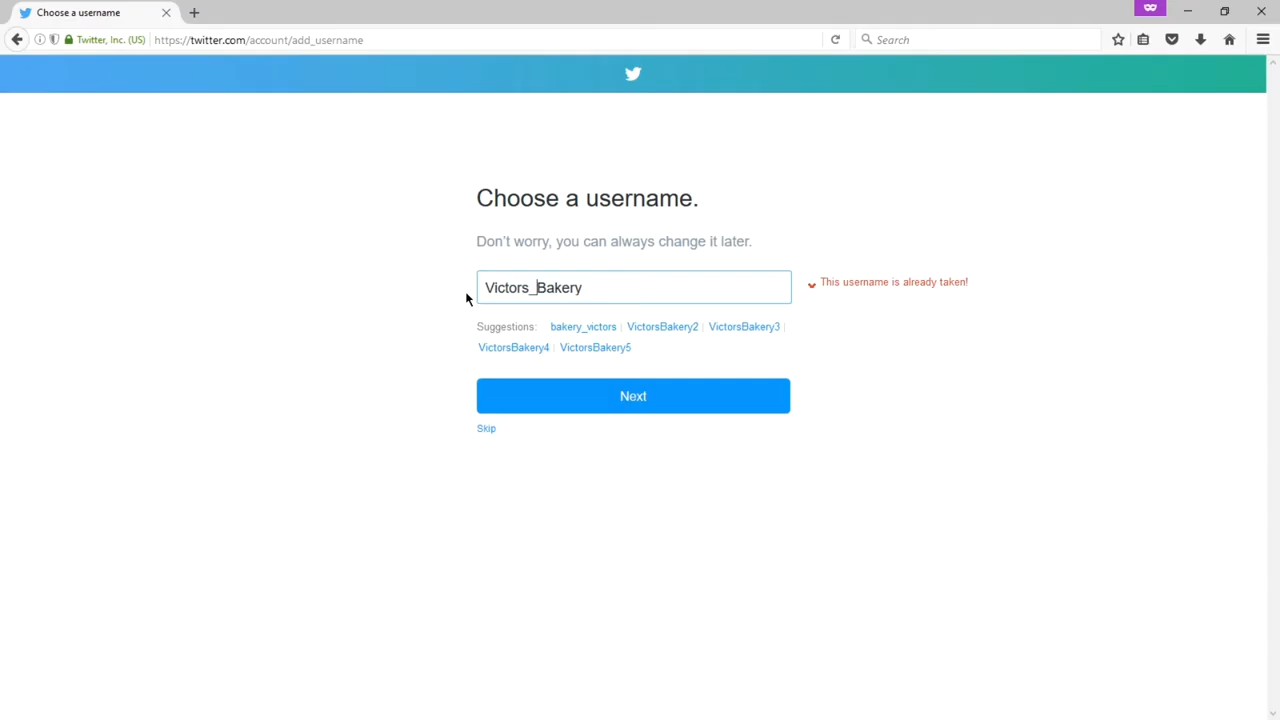 Choose a username
Twitter, Inc. (US) https://twitter.com/account/add_username Search
Choose a username.
Don't worry, you can always change it later.
Victors_Bakery
This username is already taken!
Suggestions: bakery_victors | VictorsBakery2 | VictorsBakery3 |
VictorsBakery4 | VictorsBakery5
Next
Skip